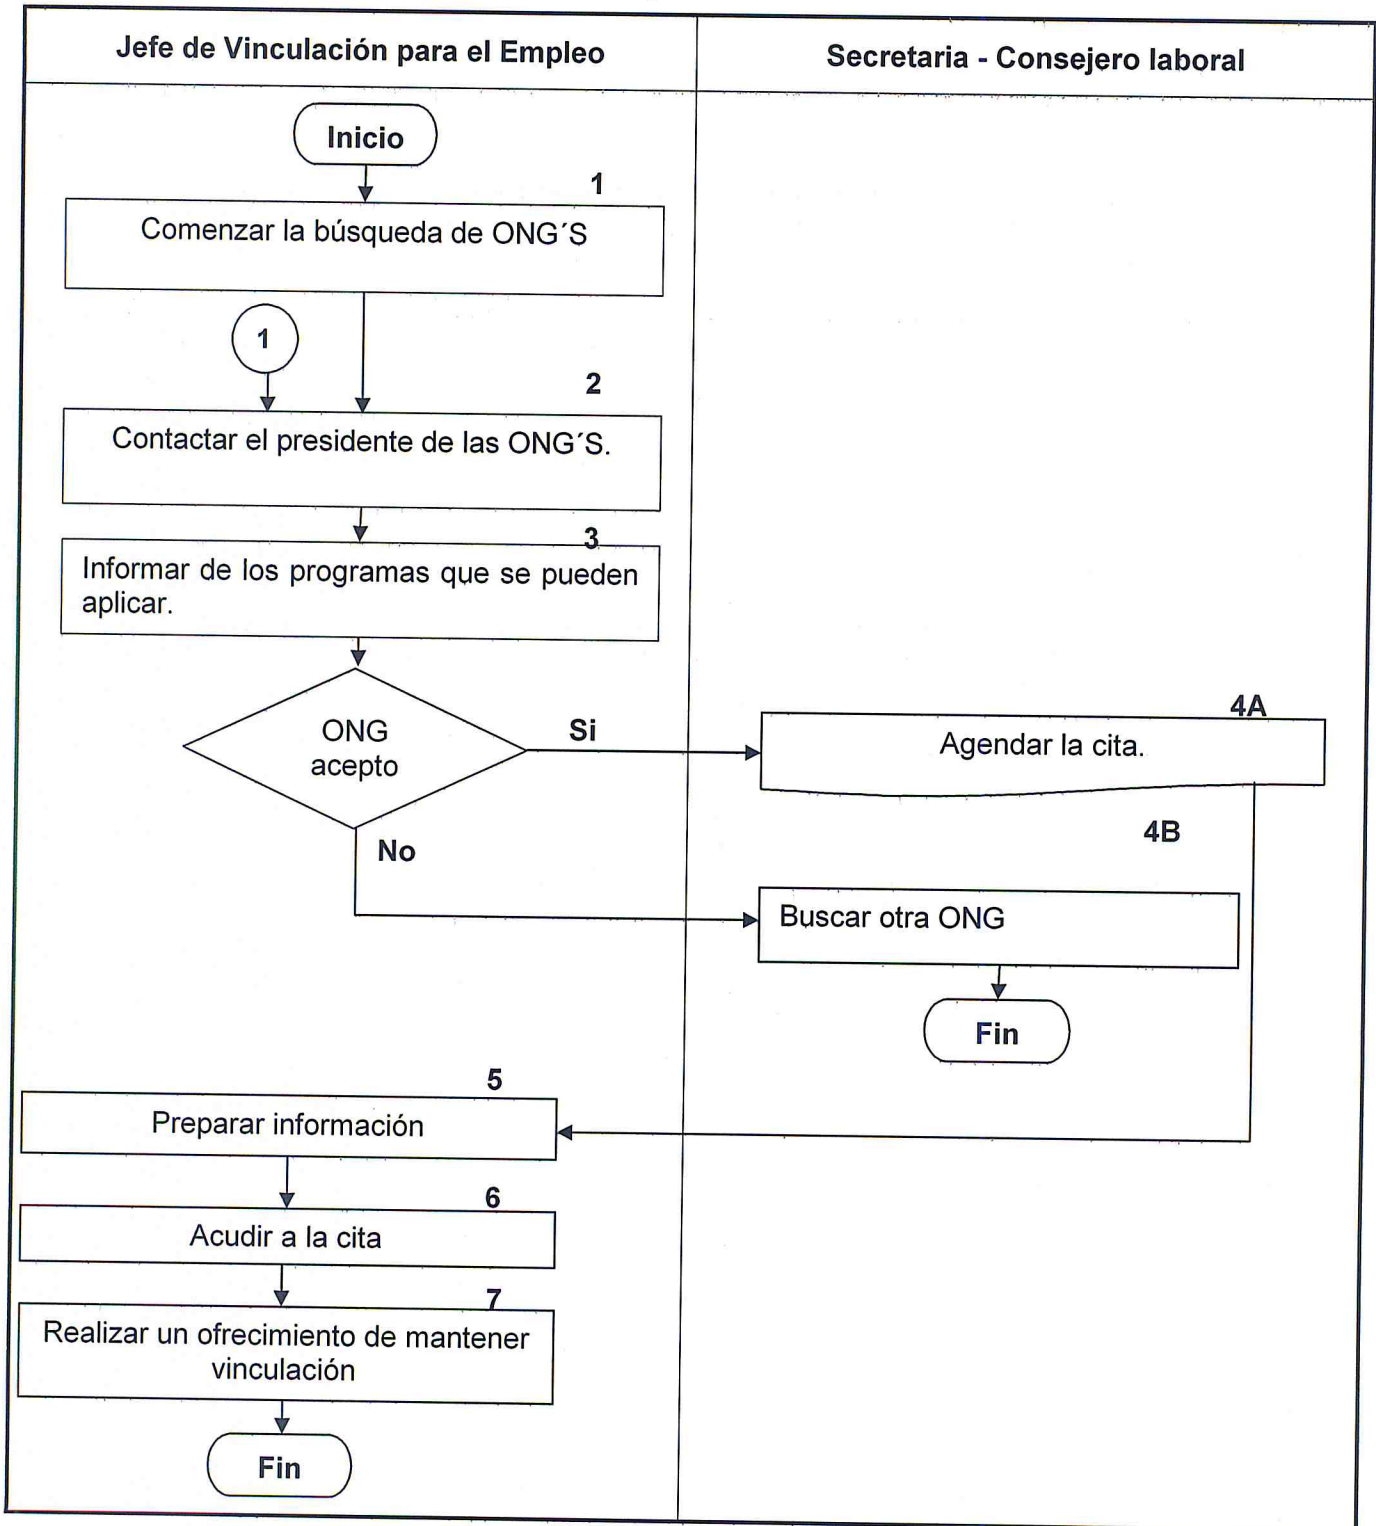 Jefe de Vinculación para el Empleo
Secretaria - Consejero laboral
Inicio
1
Comenzar la búsqueda de ONG´S
1
2
Contactar el presidente de las ONG´S.
3
Informar de los programas que se pueden
aplicar.
ONG
acepto
Si
4A
Agendar la cita.
No
4B
Buscar otra ONG
Fin
5
Preparar información
6
Acudir a la cita
7
Realizar un ofrecimiento de mantener
vinculación
Fin